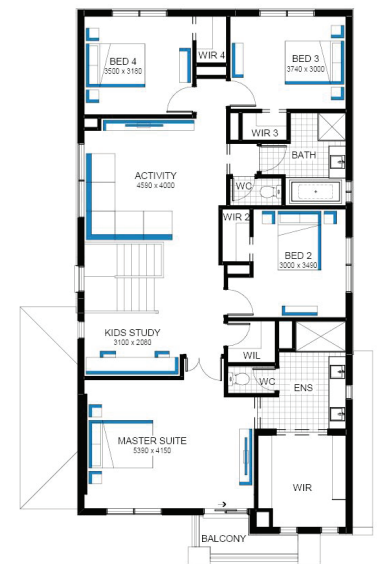 BED 4
3500 x 3180
WIR 4
BED 3
3740 x 3000
WIR 3
BATH
ACTIVITY
4590 x 4000
WC
WIR 2
BED 2
3000 x 3490
KIDS STUDY
3100 x 2080
WIL
WC
ENS
MASTER SUITE
5390 x 4150
WIR
BALCONY